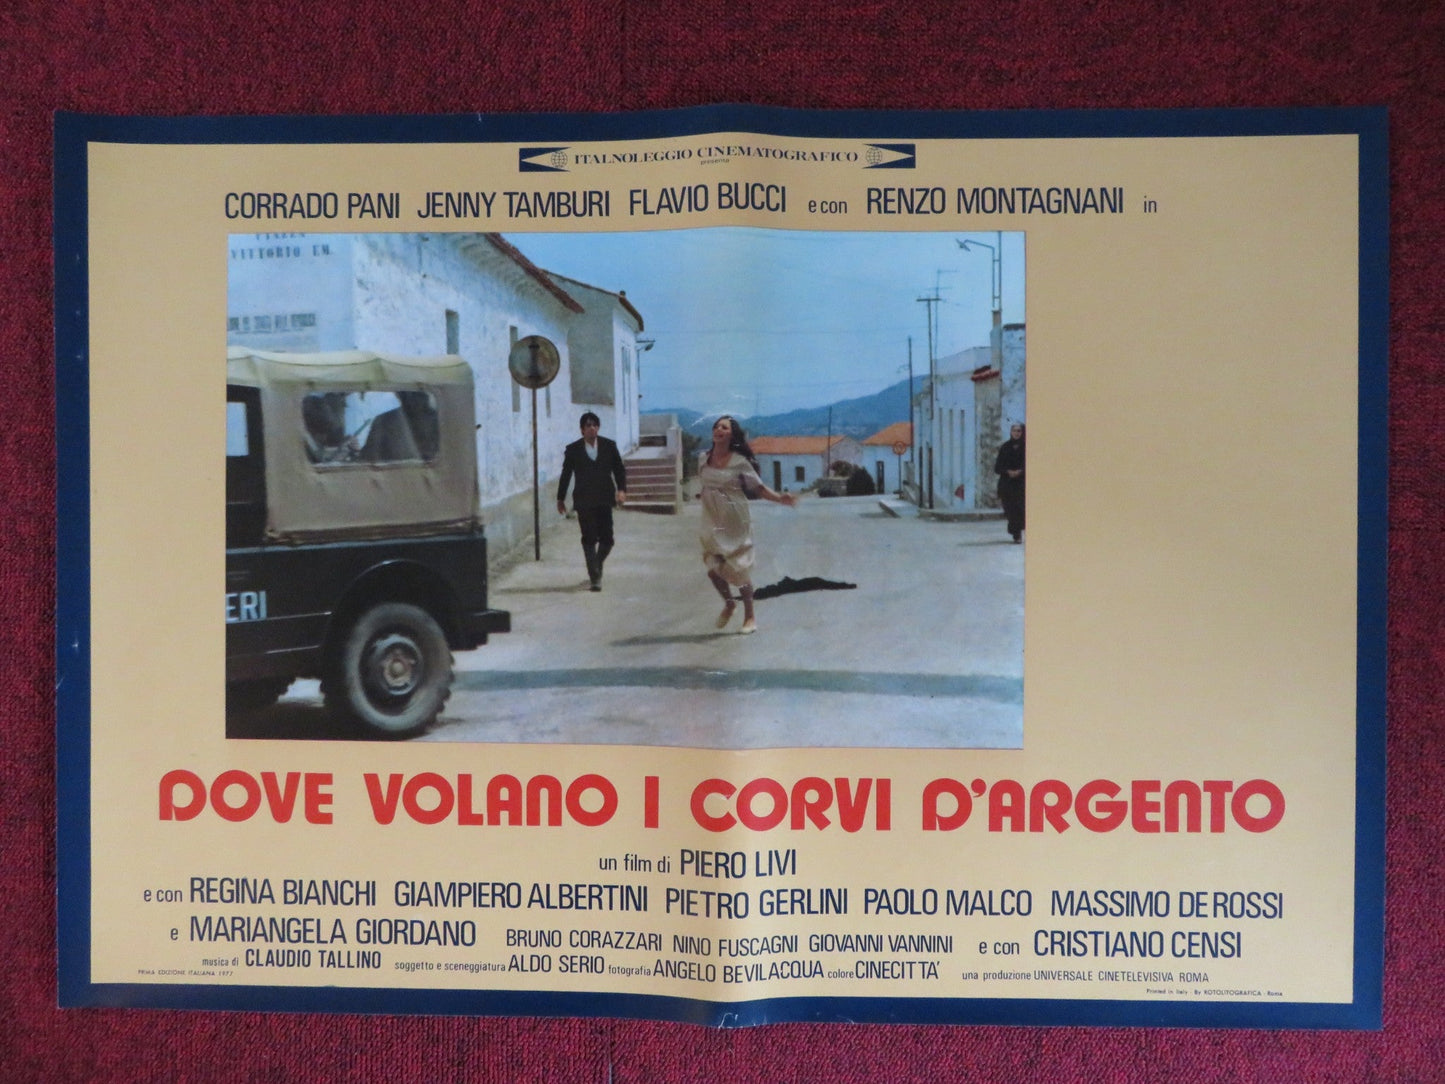 ITALNOLEGGIO CINEMATOGRAFICO
presenta
CORRADO PANI JENNY TAMBURI FLAVIO BUCCI e con RENZO MONTAGNANI in
VITTORIO EM.
ERI
DOVE VOLANO I CORVI D'ARGENTO
un film di PIERO LIVI
e con REGINA BIANCHI GIAMPIERO ALBERTINI PIETRO GERLINI PAOLO MALCO MASSIMO DE ROSSI
e MARIANGELA GIORDANO BRUNO CORAZZARI NINO FUSCAGNI GIOVANNI VANNINI e con CRISTIANO CENSI
musica di CLAUDIO TALLINO soggetto e sceneggiatura ALDO SERIO fotografia ANGELO BEVILACQUA colore CINECITTA' una produzione UNIVERSALE CINETELEVISIVA ROMA
PRIMA EDIZIONE ITALIANA 1977
Printed in Italy - By ROTOLITOGRAFICA - Roma